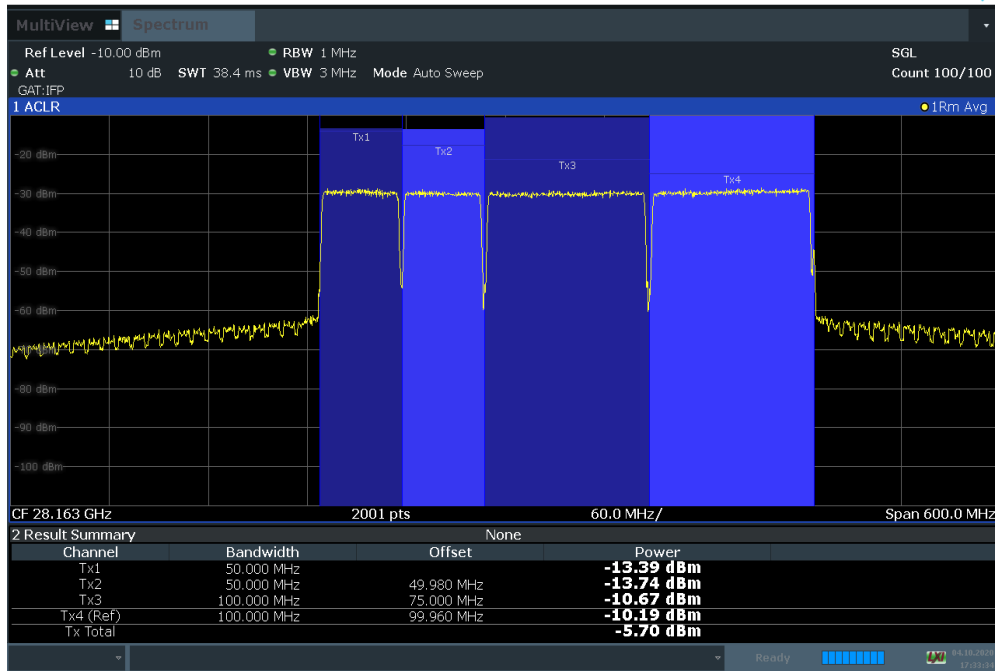 MultiView Spectrum
Ref Level -10.00 dBm RBW 1 MHz SGL
Att 10 dB SWT 38.4 ms VBW 3 MHz Mode Auto Sweep Count 100/100
GAT:IFP
1 ACLR 1Rm Avg
Tx1
Tx2
Tx3
Tx4
-20 dBm
-30 dBm
-40 dBm
-50 dBm
-60 dBm
-80 dBm
-90 dBm
-100 dBm
CF 28.163 GHz 2001 pts 60.0 MHz/ Span 600.0 MHz
2 Result Summary None
Channel Bandwidth Offset Power
Tx1 50.000 MHz -13.39 dBm
Tx2 50.000 MHz 49.980 MHz -13.74 dBm
Tx3 100.000 MHz 75.000 MHz -10.67 dBm
Tx4 (Ref) 100.000 MHz 99.960 MHz -10.19 dBm
Tx Total -5.70 dBm
Ready 04.10.2020
17:33:34